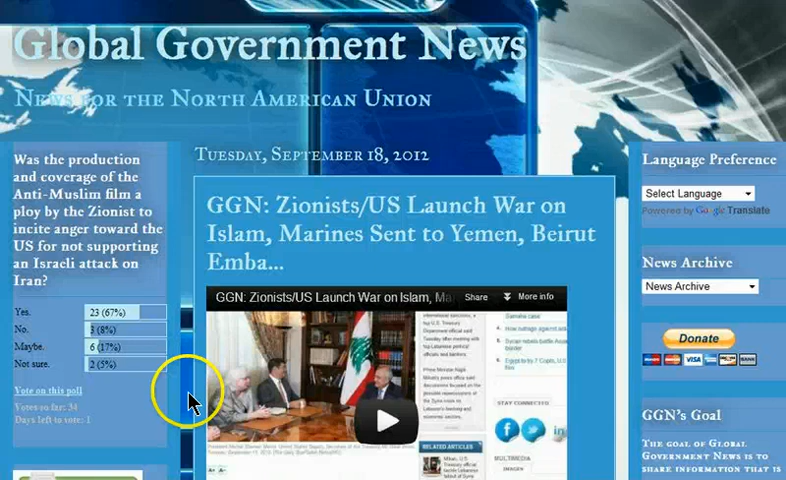 Global Government News
News for the North American Union
Was the production
and coverage of the
Anti-Muslim film a
ploy by the Zionist to
incite anger toward the
US for not supporting
an Israeli attack on
Iran?
Yes. 23 (67%)
No. 3 (8%)
Maybe. 6 (17%)
Not sure. 2 (5%)
Vote on this poll
Votes so far: 34
Days left to vote: 1
Tuesday, September 18, 2012
GGN: Zionists/US Launch War on
Islam, Marines Sent to Yemen, Beirut
Emba...
GGN: Zionists/US Launch War on Islam, Ma
Share
More info
STAY CONNECTED
RELATED ARTICLES
MULTIMEDIA
IMAGES
Language Preference
Select Language
Powered by Google Translate
News Archive
News Archive
Donate
GGN's Goal
The goal of Global
Government News is to
share information that is